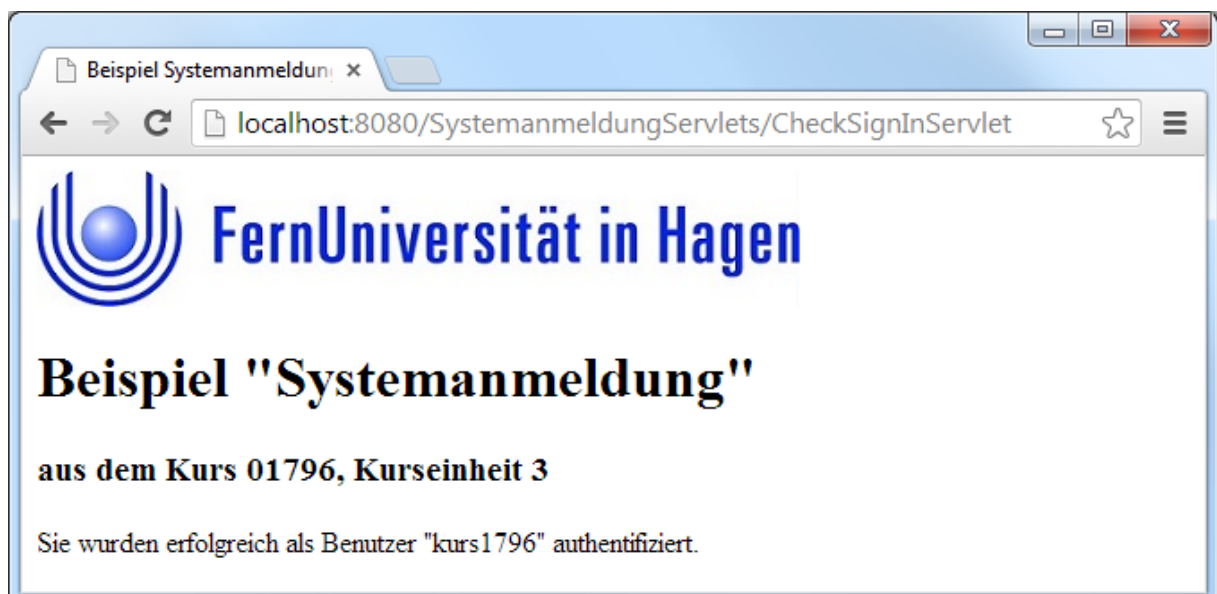 Beispiel Systemanmeldun
localhost:8080/SystemanmeldungServlets/CheckSignInServlet
FernUniversität in Hagen
Beispiel "Systemanmeldung"
aus dem Kurs 01796, Kurseinheit 3
Sie wurden erfolgreich als Benutzer "kurs1796" authentifiziert.